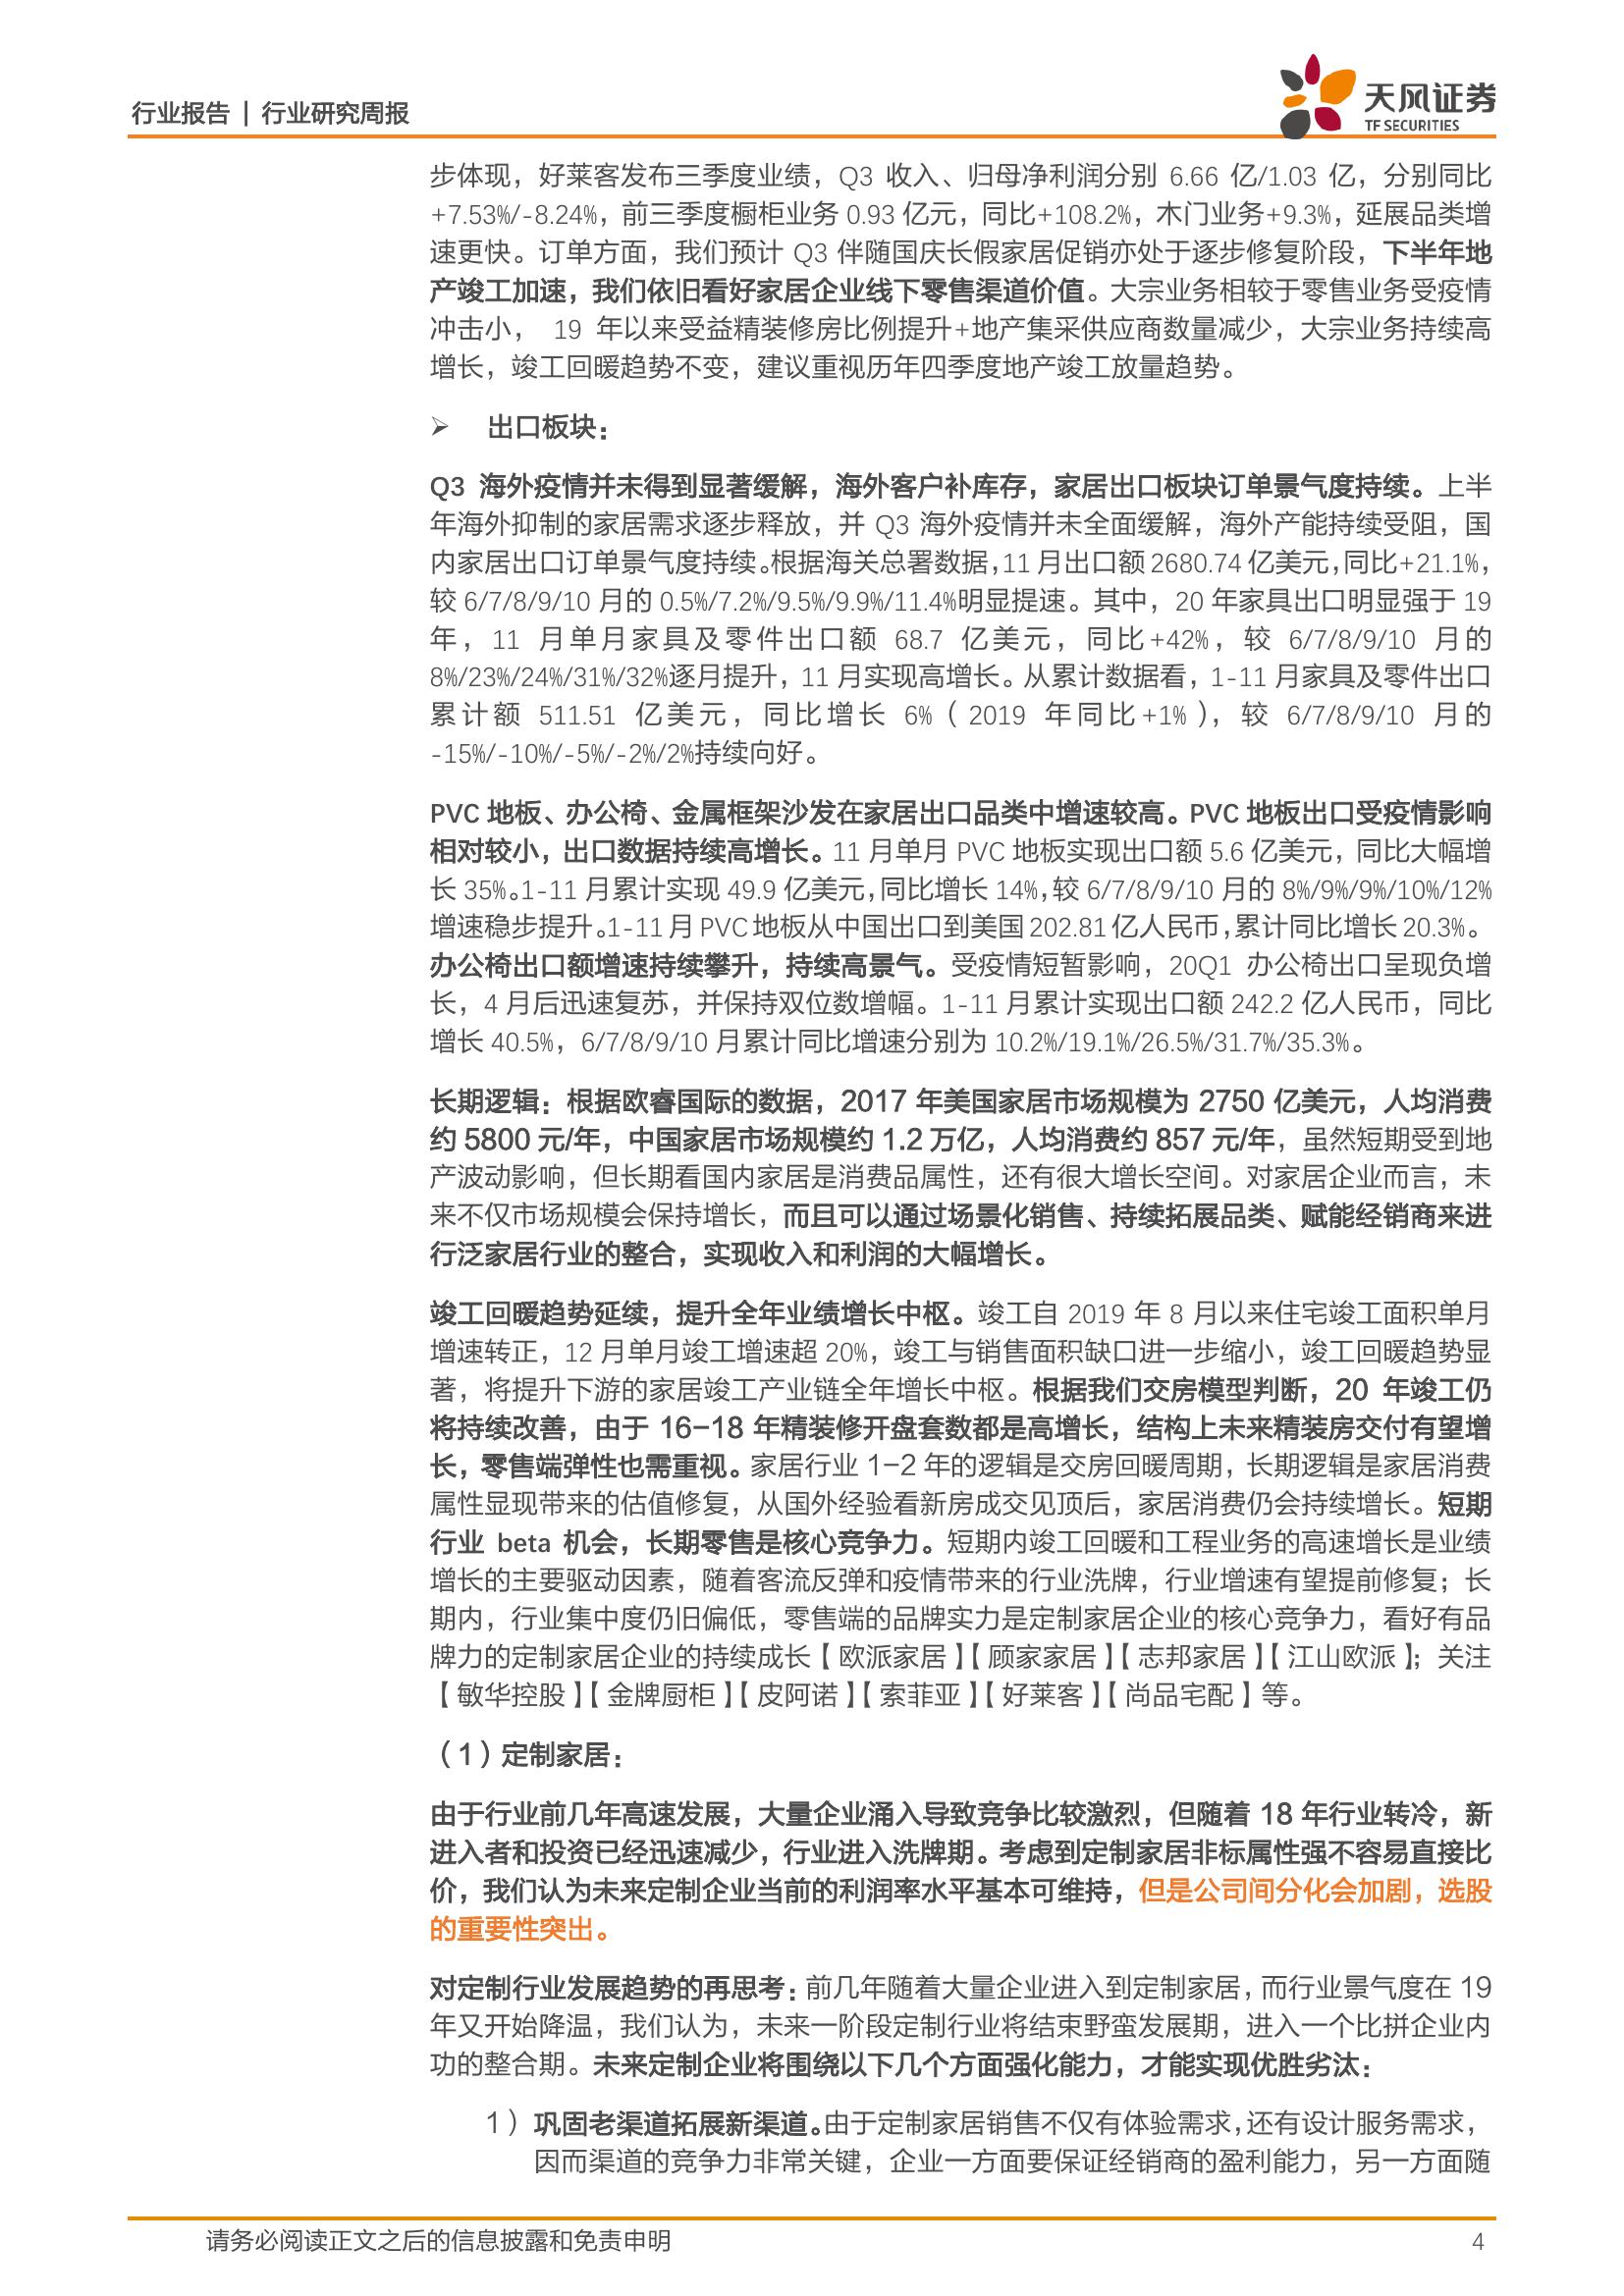 行业报告 | 行业研究周报
天风证券
TF SECURITIES
步体现，好莱客发布三季度业绩，Q3 收入、归母净利润分别 6.66 亿/1.03 亿，分别同比
+7.53%/-8.24%，前三季度橱柜业务 0.93 亿元，同比+108.2%，木门业务+9.3%，延展品类增
速更快。订单方面，我们预计 Q3 伴随国庆长假家居促销亦处于逐步修复阶段，下半年地
产竣工加速，我们依旧看好家居企业线下零售渠道价值。大宗业务相较于零售业务受疫情
冲击小， 19 年以来受益精装修房比例提升+地产集采供应商数量减少，大宗业务持续高
增长，竣工回暖趋势不变，建议重视历年四季度地产竣工放量趋势。
➢ 出口板块：
Q3 海外疫情并未得到显著缓解，海外客户补库存，家居出口板块订单景气度持续。上半
年海外抑制的家居需求逐步释放，并 Q3 海外疫情并未全面缓解，海外产能持续受阻，国
内家居出口订单景气度持续。根据海关总署数据，11 月出口额 2680.74 亿美元，同比+21.1%，
较 6/7/8/9/10 月的 0.5%/7.2%/9.5%/9.9%/11.4%明显提速。其中，20 年家具出口明显强于 19
年，11 月单月家具及零件出口额 68.7 亿美元，同比+42%，较 6/7/8/9/10 月的
8%/23%/24%/31%/32%逐月提升，11 月实现高增长。从累计数据看，1-11 月家具及零件出口
累计额 511.51 亿美元，同比增长 6%（2019 年同比+1%），较 6/7/8/9/10 月的
-15%/-10%/-5%/-2%/2%持续向好。
PVC 地板、办公椅、金属框架沙发在家居出口品类中增速较高。PVC 地板出口受疫情影响
相对较小，出口数据持续高增长。11 月单月 PVC 地板实现出口额 5.6 亿美元，同比大幅增
长 35%。1-11 月累计实现 49.9 亿美元，同比增长 14%，较 6/7/8/9/10 月的 8%/9%/9%/10%/12%
增速稳步提升。1-11 月 PVC 地板从中国出口到美国 202.81 亿人民币，累计同比增长 20.3%。
办公椅出口额增速持续攀升，持续高景气。受疫情短暂影响，20Q1 办公椅出口呈现负增
长，4 月后迅速复苏，并保持双位数增幅。1-11 月累计实现出口额 242.2 亿人民币，同比
增长 40.5%，6/7/8/9/10 月累计同比增速分别为 10.2%/19.1%/26.5%/31.7%/35.3%。
长期逻辑：根据欧睿国际的数据，2017 年美国家居市场规模为 2750 亿美元，人均消费
约 5800 元/年，中国家居市场规模约 1.2 万亿，人均消费约 857 元/年，虽然短期受到地
产波动影响，但长期看国内家居是消费品属性，还有很大增长空间。对家居企业而言，未
来不仅市场规模会保持增长，而且可以通过场景化销售、持续拓展品类、赋能经销商来进
行泛家居行业的整合，实现收入和利润的大幅增长。
竣工回暖趋势延续，提升全年业绩增长中枢。竣工自 2019 年 8 月以来住宅竣工面积单月
增速转正，12 月单月竣工增速超 20%，竣工与销售面积缺口进一步缩小，竣工回暖趋势显
著，将提升下游的家居竣工产业链全年增长中枢。根据我们交房模型判断，20 年竣工仍
将持续改善，由于 16-18 年精装修开盘套数都是高增长，结构上未来精装房交付有望增
长，零售端弹性也需重视。家居行业 1-2 年的逻辑是交房回暖周期，长期逻辑是家居消费
属性显现带来的估值修复，从国外经验看新房成交见顶后，家居消费仍会持续增长。短期
行业 beta 机会，长期零售是核心竞争力。短期内竣工回暖和工程业务的高速增长是业绩
增长的主要驱动因素，随着客流反弹和疫情带来的行业洗牌，行业增速有望提前修复；长
期内，行业集中度仍旧偏低，零售端的品牌实力是定制家居企业的核心竞争力，看好有品
牌力的定制家居企业的持续成长【欧派家居】【顾家家居】【志邦家居】【江山欧派】；关注
【敏华控股】【金牌厨柜】【皮阿诺】【索菲亚】【好莱客】【尚品宅配】等。
（1）定制家居：
由于行业前几年高速发展，大量企业涌入导致竞争比较激烈，但随着 18 年行业转冷，新
进入者和投资已经迅速减少，行业进入洗牌期。考虑到定制家居非标属性强不容易直接比
价，我们认为未来定制企业当前的利润率水平基本可维持，但是公司间分化会加剧，选股
的重要性突出。
对定制行业发展趋势的再思考：前几年随着大量企业进入到定制家居，而行业景气度在 19
年又开始降温，我们认为，未来一阶段定制行业将结束野蛮发展期，进入一个比拼企业内
功的整合期。未来定制企业将围绕以下几个方面强化能力，才能实现优胜劣汰：
1）巩固老渠道拓展新渠道。由于定制家居销售不仅有体验需求，还有设计服务需求，
因而渠道的竞争力非常关键，企业一方面要保证经销商的盈利能力，另一方面随
请务必阅读正文之后的信息披露和免责申明
4